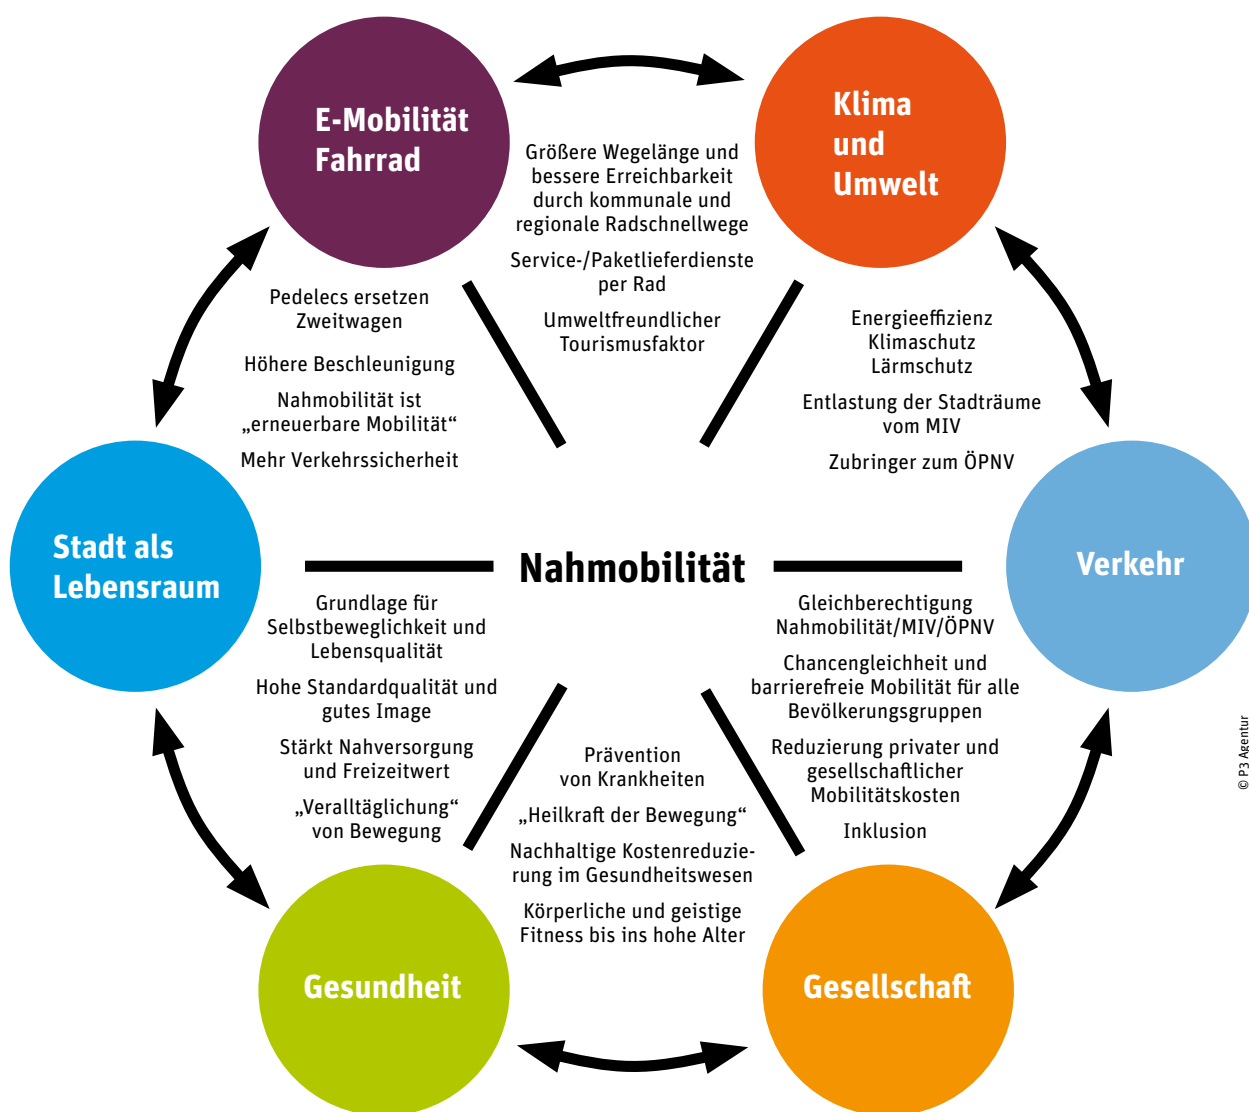 E-Mobilität
Fahrrad
Klima
und
Umwelt
Größere Wegelänge und
bessere Erreichbarkeit
durch kommunale und
regionale Radschnellwege
Service-/Paketlieferdienste
per Rad
Umweltfreundlicher
Tourismusfaktor
Pedelecs ersetzen
Zweitwagen
Höhere Beschleunigung
Nahmobilität ist
„erneuerbare Mobilität“
Mehr Verkehrssicherheit
Energieeffizienz
Klimaschutz
Lärmschutz
Entlastung der Stadträume
vom MIV
Zubringer zum ÖPNV
Stadt als
Lebensraum
Nahmobilität
Verkehr
Grundlage für
Selbstbeweglichkeit und
Lebensqualität
Hohe Standardqualität und
gutes Image
Stärkt Nahversorgung
und Freizeitwert
„Veralltäglichung“
von Bewegung
Gleichberechtigung
Nahmobilität/MIV/ÖPNV
Chancengleichheit und
barrierefreie Mobilität für alle
Bevölkerungsgruppen
Reduzierung privater und
gesellschaftlicher
Mobilitätskosten
Inklusion
Prävention
von Krankheiten
„Heilkraft der Bewegung“
Nachhaltige Kostenreduzie-
rung im Gesundheitswesen
Körperliche und geistige
Fitness bis ins hohe Alter
Gesundheit
Gesellschaft
© P3 Agentur